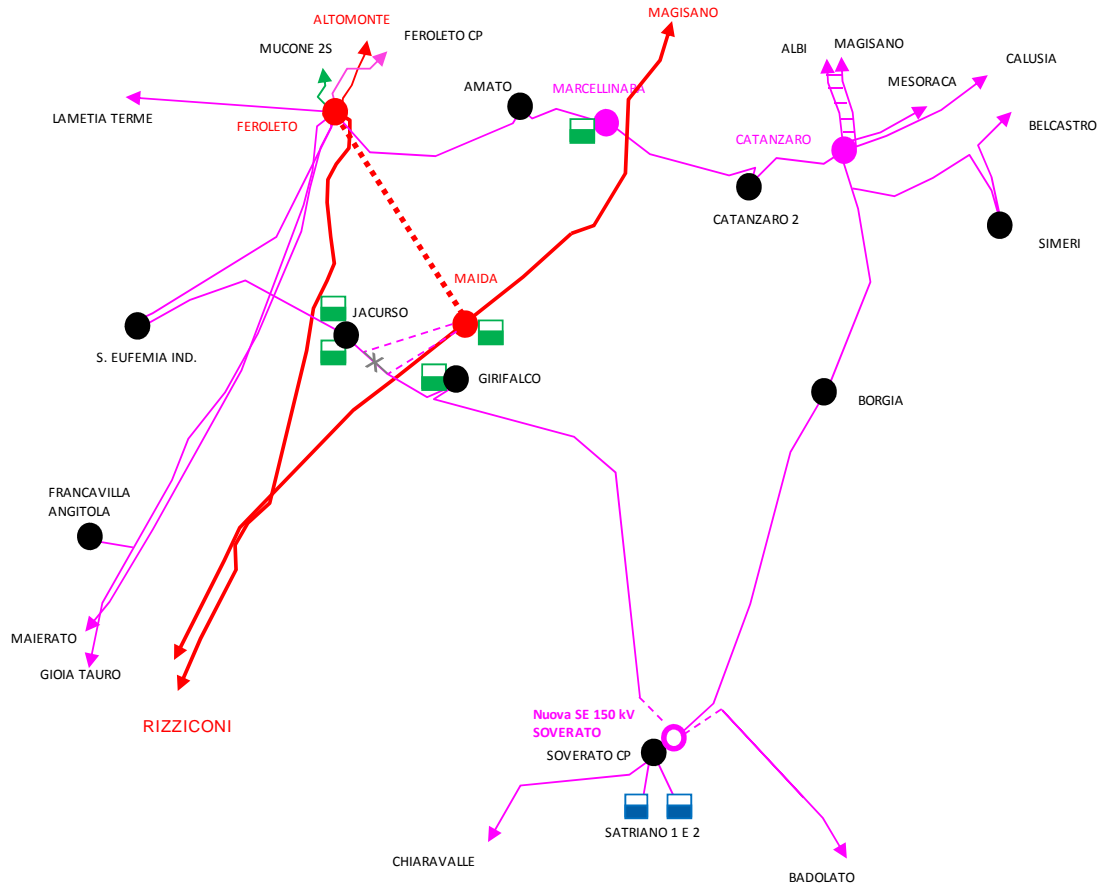 ALTOMONTE
MAGISANO
FEROLETO CP
MUCONE 2S
ALBI
MAGISANO
CALUSIA
MESORACA
AMATO
MARCELLINARA
LAMETIA TERME
FEROLETO
BELCASTRO
CATANZARO
CATANZARO 2
SIMERI
MAIDA
JACURSO
S. EUFEMIA IND.
GIRIFALCO
BORGIA
FRANCAVILLA
ANGITOLA
MAIERATO
GIOIA TAURO
RIZZICONI
Nuova SE 150 kV
SOVERATO
SOVERATO CP
SATRIANO 1 E 2
CHIARAVALLE
BADOLATO